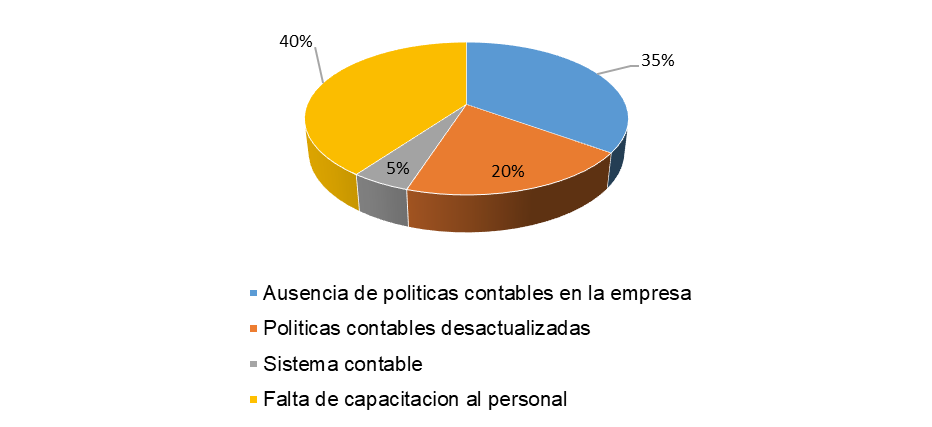 40%
35%
5%
20%
Ausencia de politicas contables en la empresa
Politicas contables desactualizadas
Sistema contable
Falta de capacitacion al personal